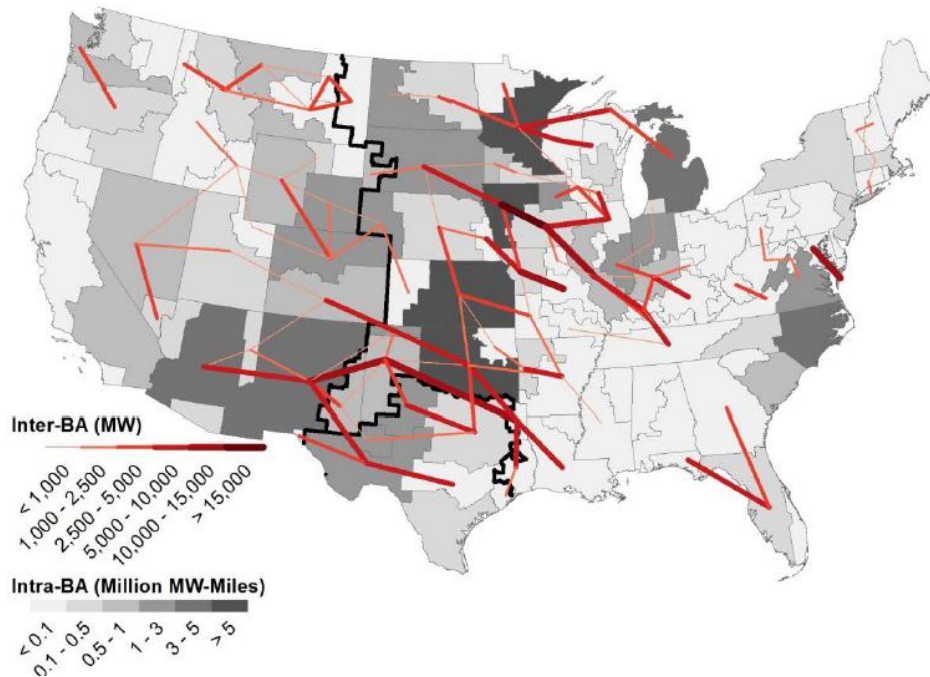 Inter-BA (MW)
< 1,000
1,000 - 2,500
2,500 - 5,000
5,000 - 10,000
10,000 - 15,000
> 15,000
Intra-BA (Million MW-Miles)
< 0.1
0.1 - 0.5
0.5 - 1
1 - 3
3 - 5
> 5